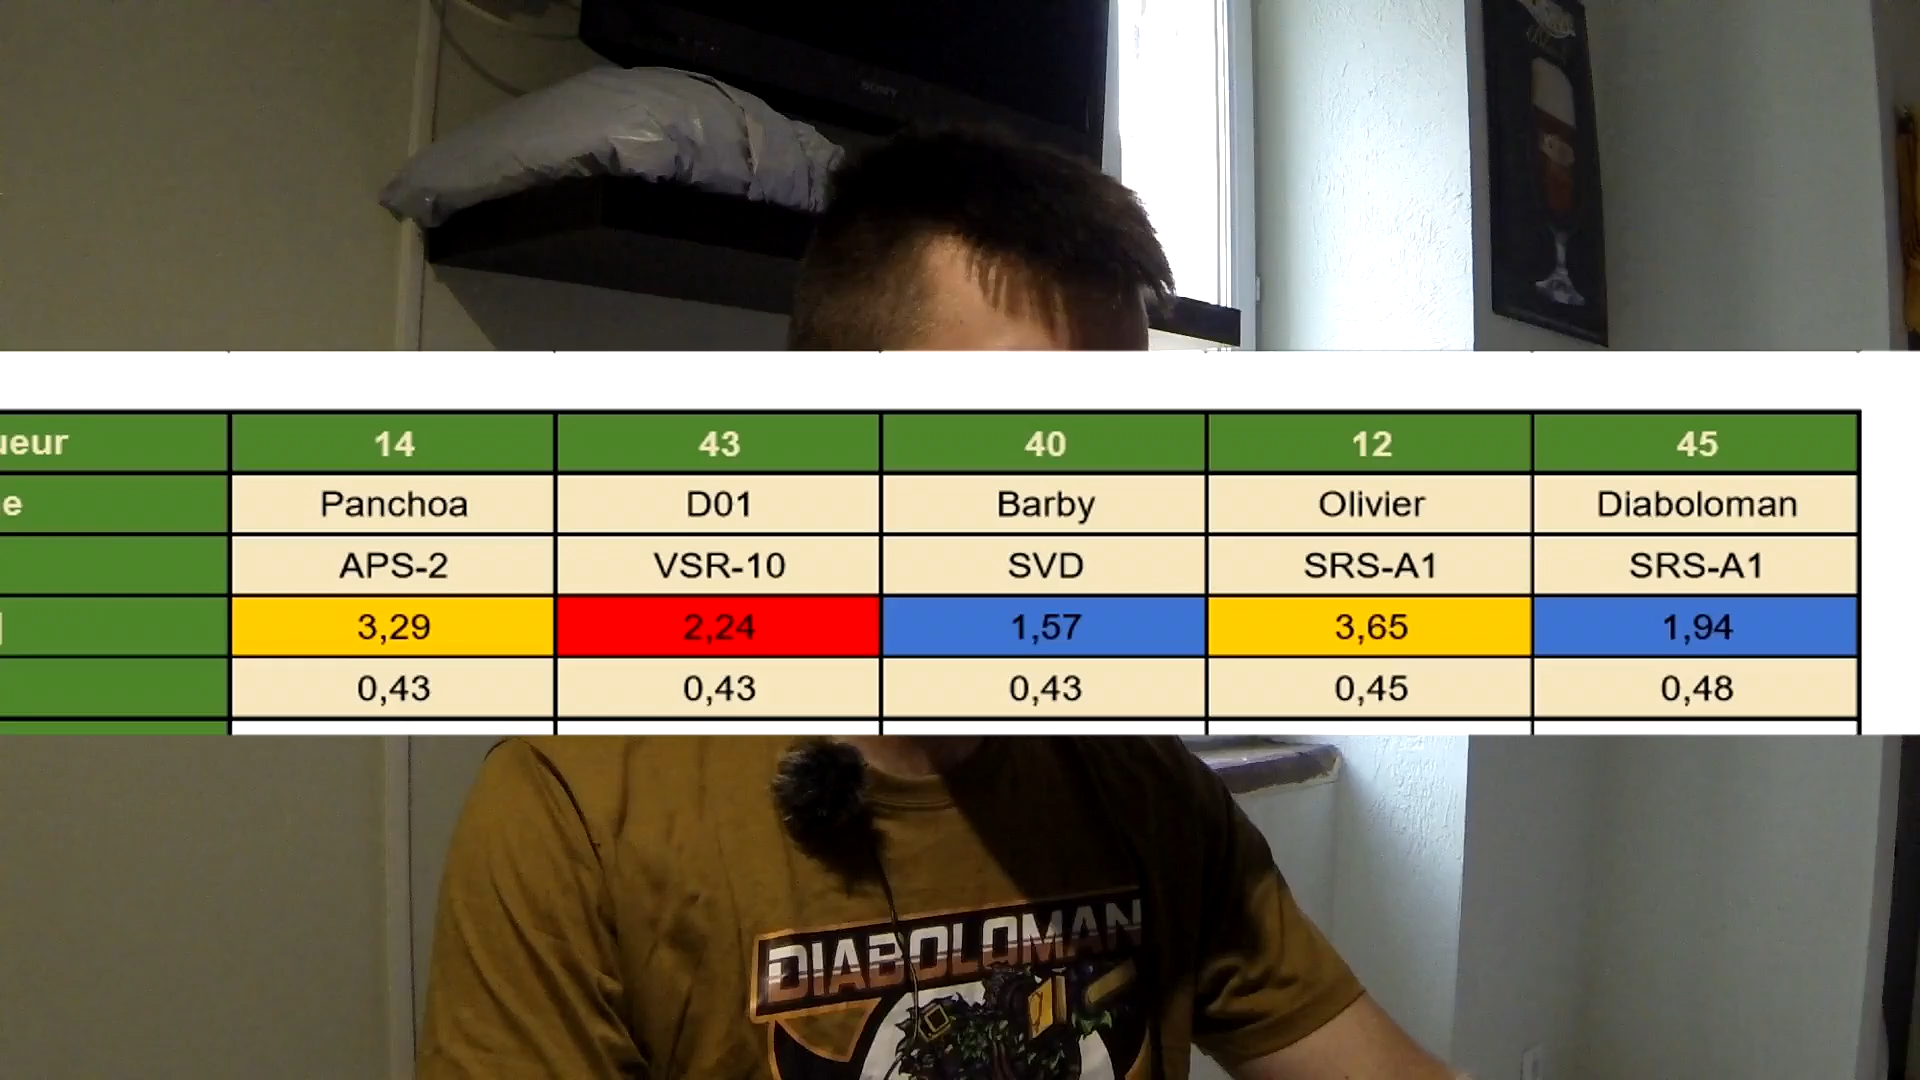 SONY
ueur 14 43 40 12 45
e Panchoa D01 Barby Olivier Diaboloman
APS-2 VSR-10 SVD SRS-A1 SRS-A1
3,29 2,24 1,57 3,65 1,94
0,43 0,43 0,43 0,45 0,48
DIABOLOMAN